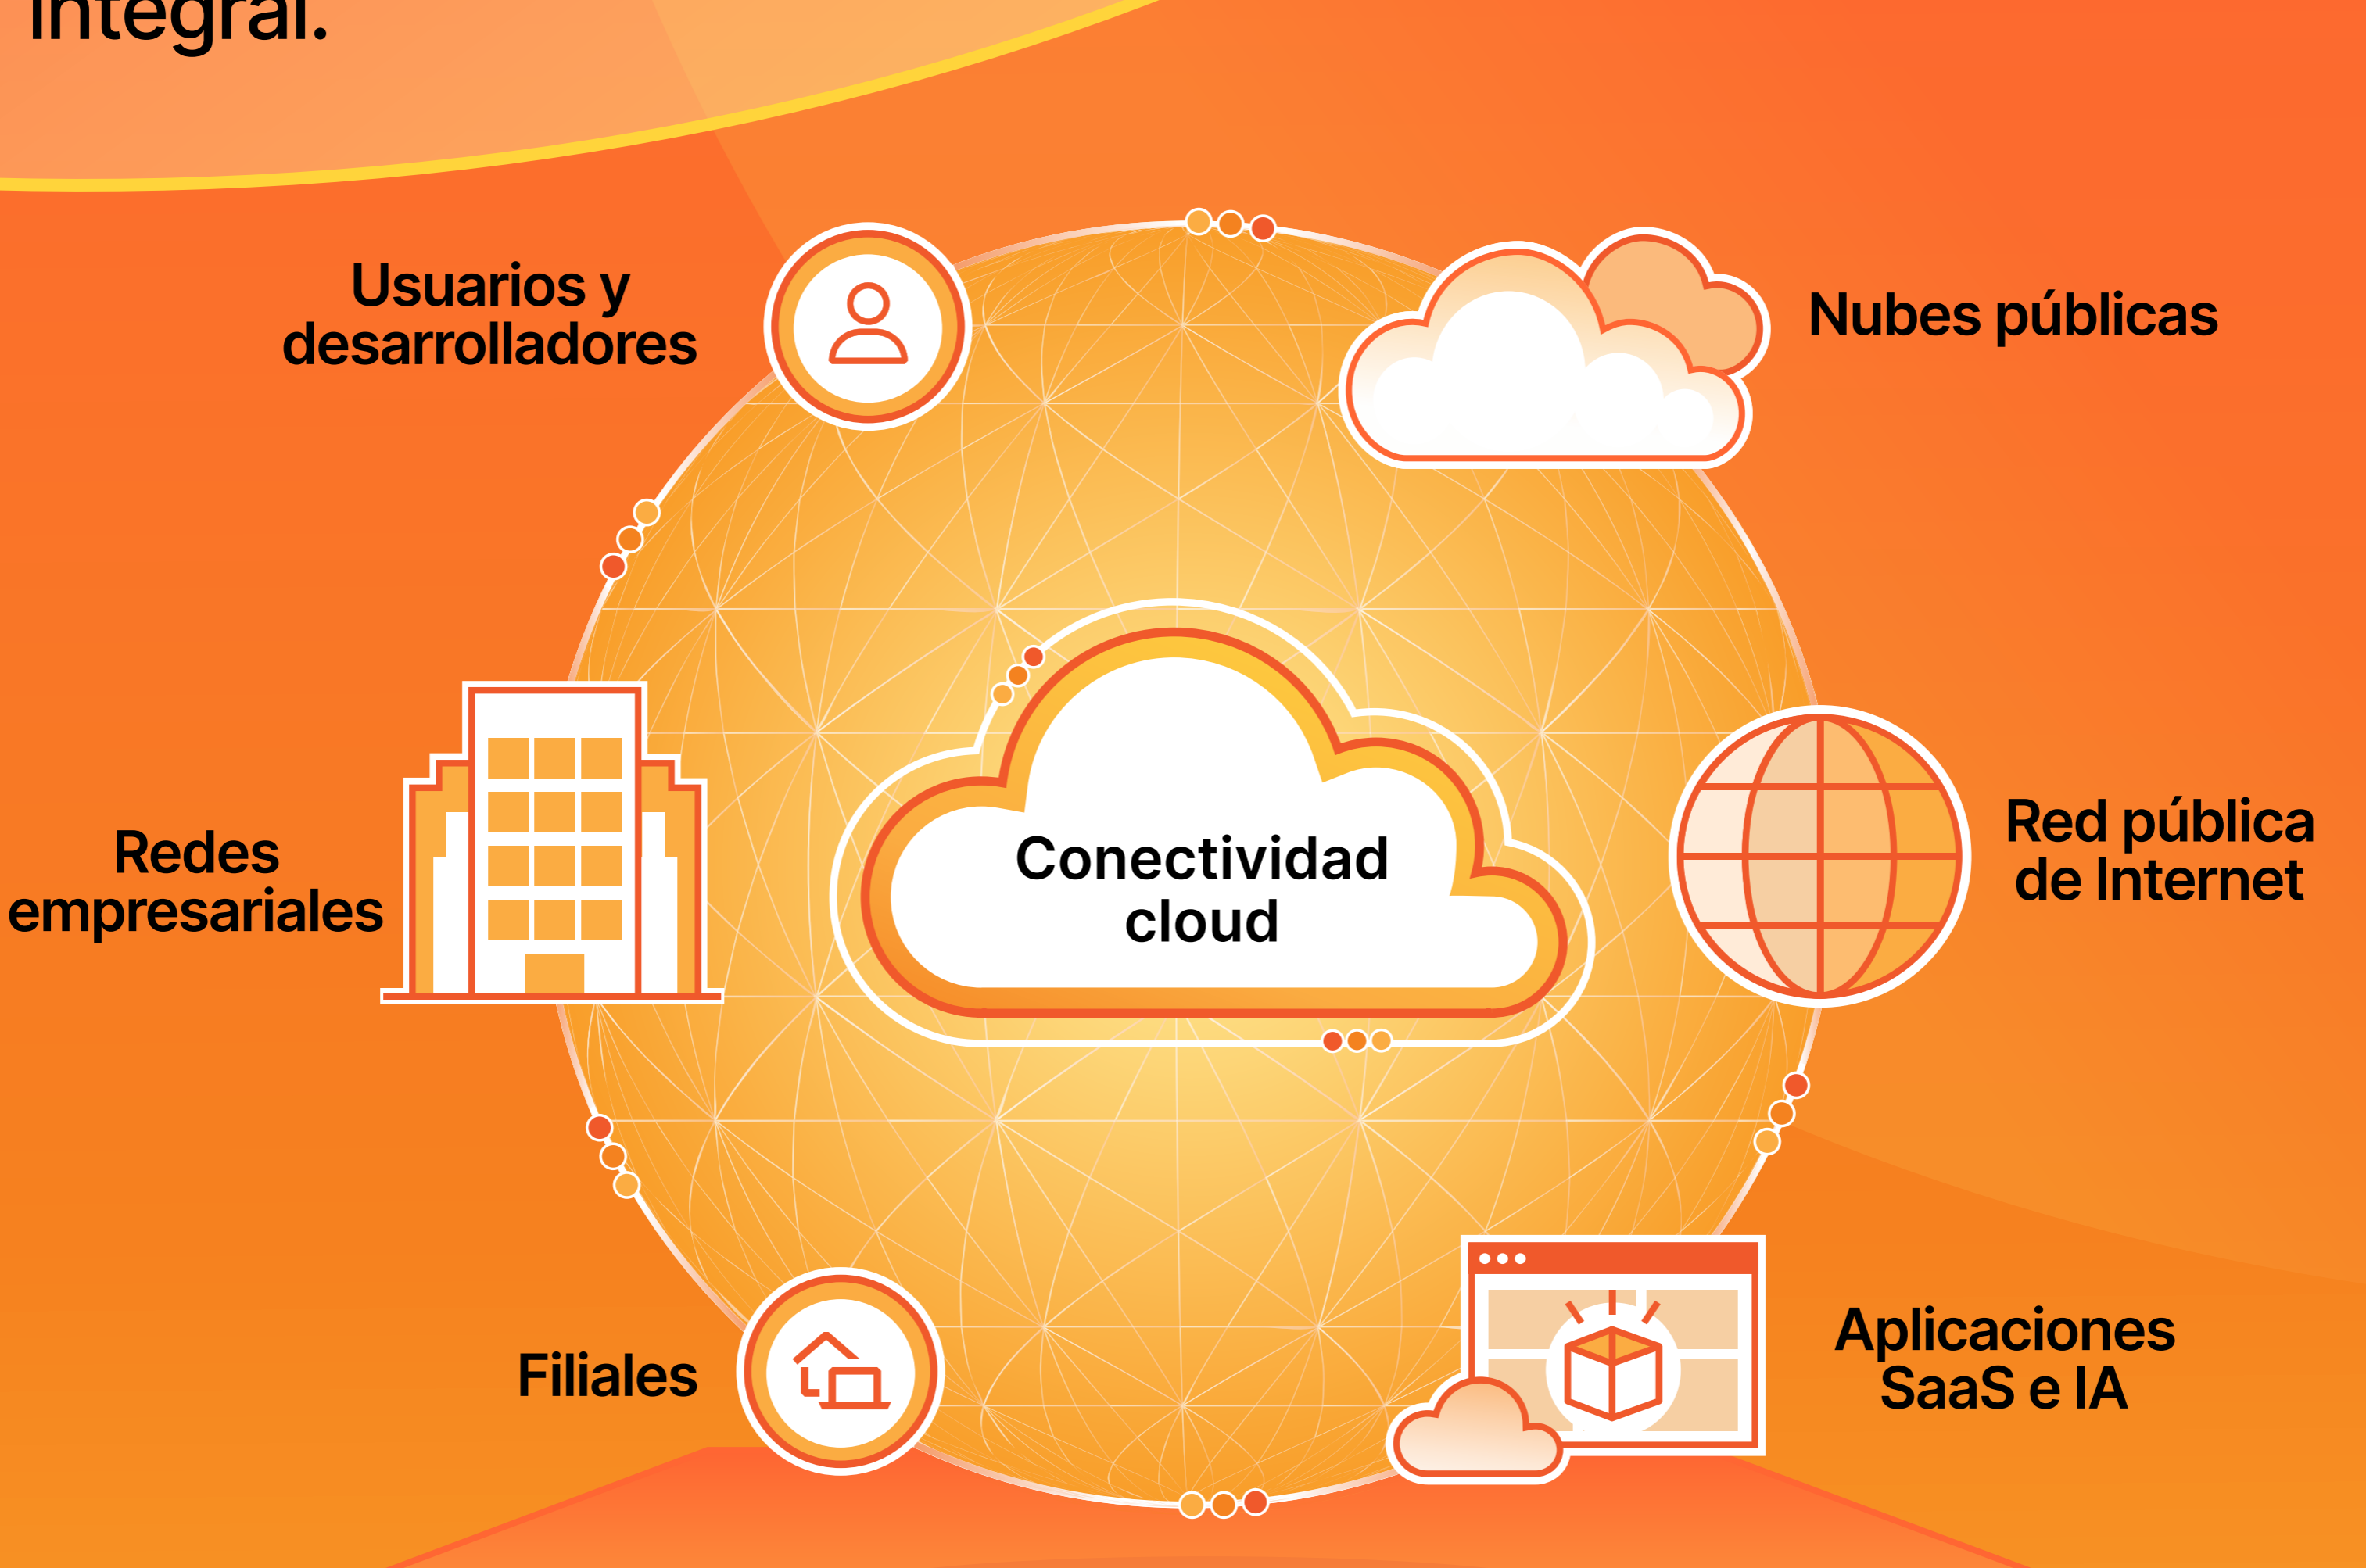 integral.
Usuarios y
desarrolladores
Nubes públicas
Redes
empresariales
Conectividad
cloud
Red pública
de Internet
Filiales
Aplicaciones
SaaS e IA